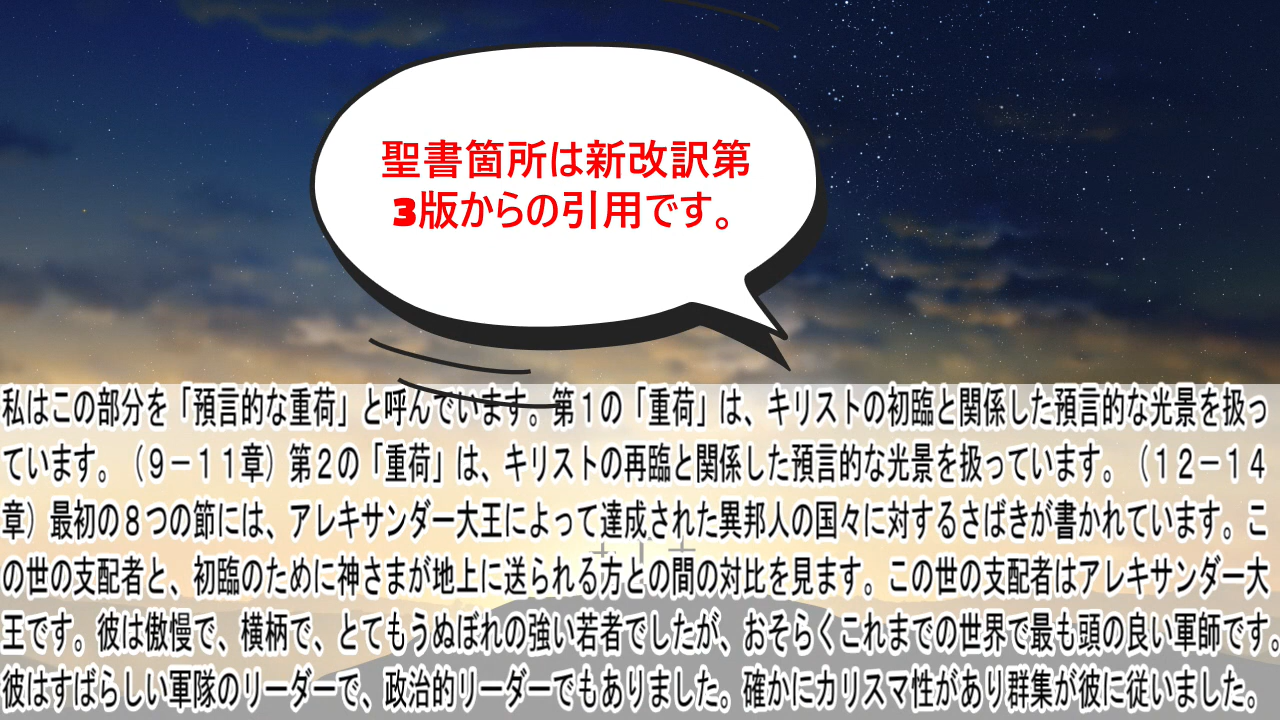 聖書箇所は新改訳第
3版からの引用です。
私はこの部分を「預言的な重荷」と呼んでいます。第１の「重荷」は、キリストの初臨と関係した預言的な光景を扱っ
ています。（９－１１章）第２の「重荷」は、キリストの再臨と関係した預言的な光景を扱っています。（１２－１４
章）最初の８つの節には、アレキサンダー大王によって達成された異邦人の国々に対するさばきが書かれています。こ
の世の支配者と、初臨のために神さまが地上に送られる方との間の対比を見ます。この世の支配者はアレキサンダー大
王です。彼は傲慢で、横柄で、とてもうぬぼれの強い若者でしたが、おそらくこれまでの世界で最も頭の良い軍師です。
彼はすばらしい軍隊のリーダーで、政治的リーダーでもありました。確かにカリスマ性があり群集が彼に従いました。